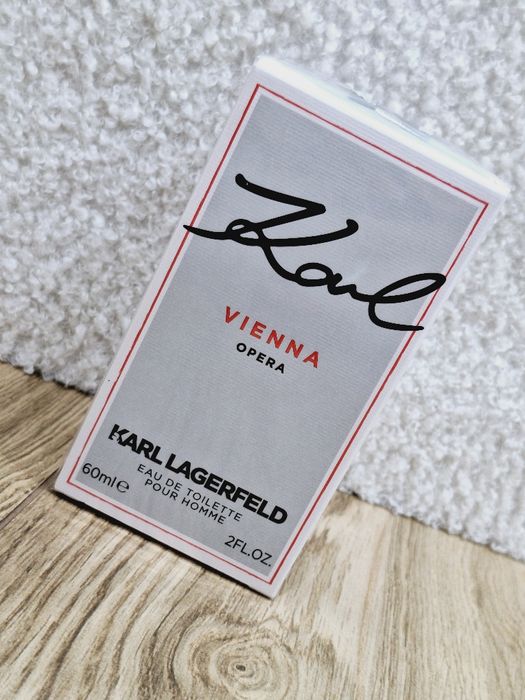 Karl
VIENNA
OPERA
KARL LAGERFELD
EAU DE TOILETTE
POUR HOMME
60ml℮
2FL.OZ.